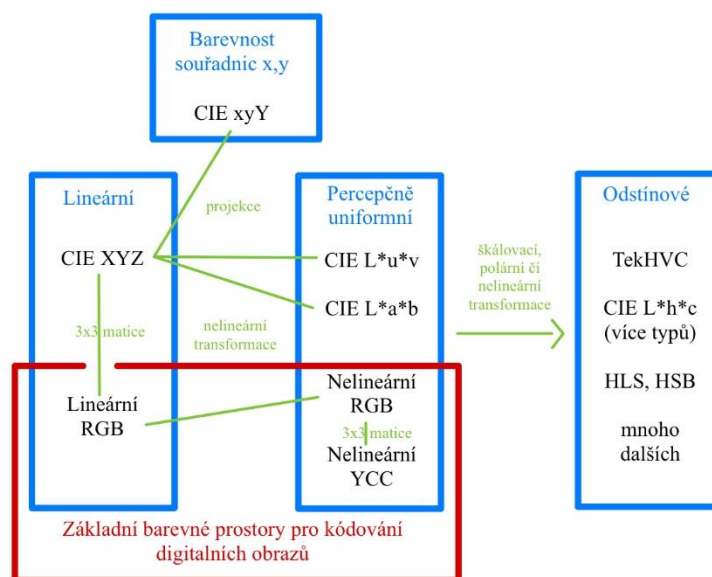 Barevnost
souřadnic x,y
CIE xyY
Lineární
CIE XYZ
3x3 matice
Lineární
RGB
projekce
nelineární
transformace
Percepčně
uniformní
CIE L*u*v
CIE L*a*b
Nelineární
RGB
3x3 matice
Nelineární
YCC
škálovací,
polární čí
nelineární
transformace
Odstínové
TekHVC
CIE L*h*c
(více typů)
HLS, HSB
mnoho
dalších
Základní barevné prostory pro kódování
digitalních obrazů